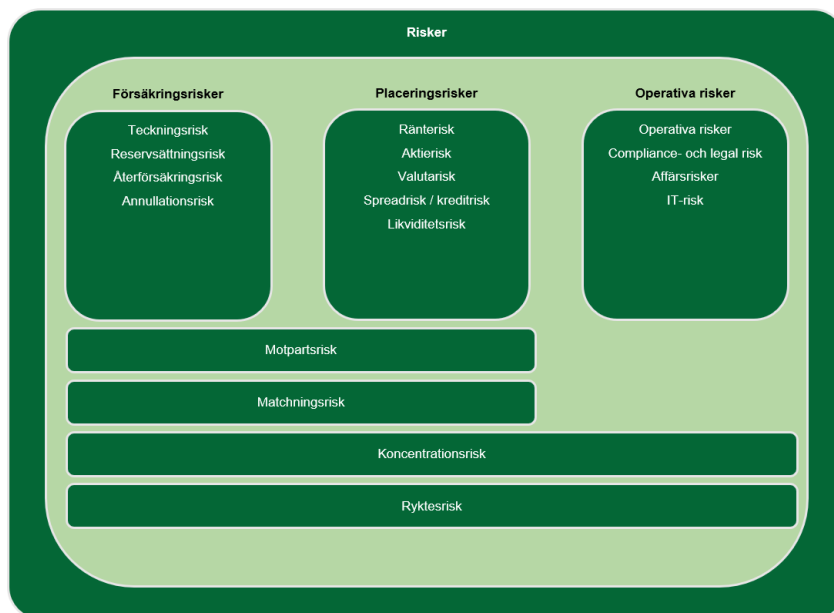 Risker
Försäkringsrisker
Teckningsrisk
Reservsättningsrisk
Återförsäkringsrisk
Annullationsrisk
Placeringsrisker
Ränterisk
Aktierisk
Valutarisk
Spreadrisk / kreditrisk
Likviditetsrisk
Operativa risker
Operativa risker
Compliance- och legal risk
Affärsrisker
IT-risk
Motpartsrisk
Matchningsrisk
Koncentrationsrisk
Ryktesrisk